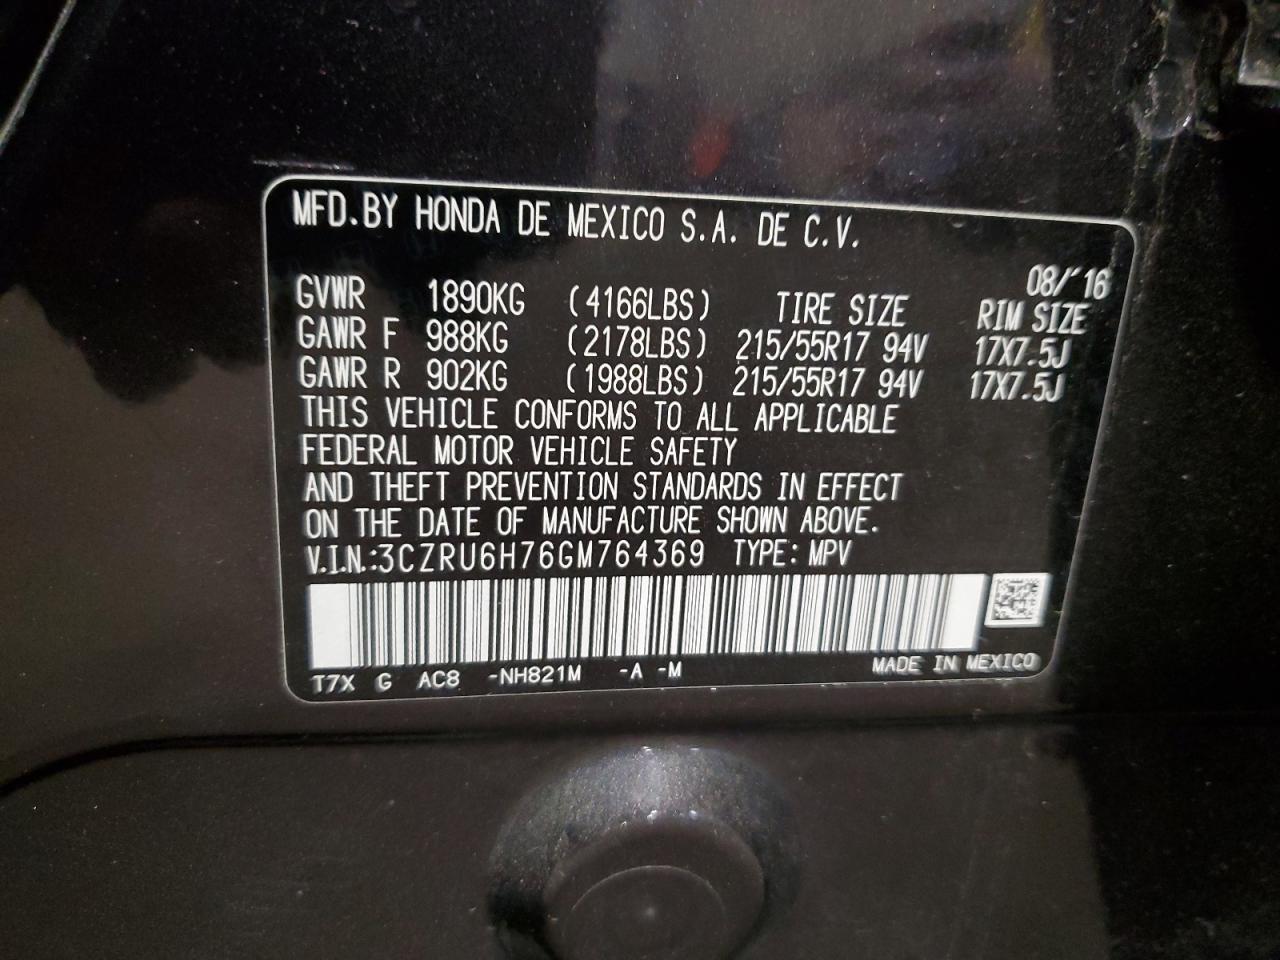 MFD.BY HONDA DE MEXICO S.A. DE C.V.
08/'16
GVWR 1890KG (4166LBS) TIRE SIZE RIM SIZE
GAWR F 988KG (2178LBS) 215/55R17 94V 17X7.5J
GAWR R 902KG (1988LBS) 215/55R17 94V 17X7.5J
THIS VEHICLE CONFORMS TO ALL APPLICABLE
FEDERAL MOTOR VEHICLE SAFETY
AND THEFT PREVENTION STANDARDS IN EFFECT
ON THE DATE OF MANUFACTURE SHOWN ABOVE.
V.I.N.:3CZRU6H76GM764369 TYPE: MPV
T7X G AC8 -NH821M -A -M MADE IN MEXICO